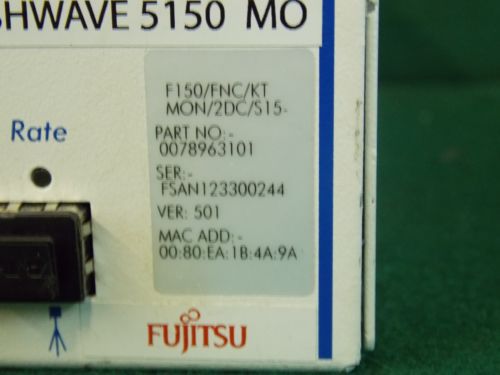 SHWAVE 5150 MO
F150/FNC/KT
MON/2DC/S15-
PART NO:-
0078963101
SER:-
FSAN123300244
VER: 501
MAC ADD:-
00:80:EA:1B:4A:9A
Rate
FUJITSU